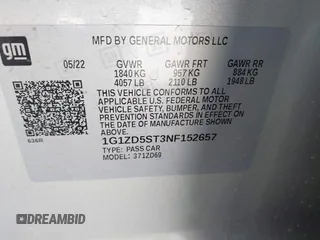 gm
MFD BY GENERAL MOTORS LLC
05/22 GVWR GAWR FRT GAWR RR
1840 KG 957 KG 884 KG
4057 LB 2110 LB 1948 LB
THIS VEHICLE CONFORMS TO ALL
APPLICABLE U.S. FEDERAL MOTOR
VEHICLE SAFETY, BUMPER, AND THEFT
PREVENTION STANDARDS IN EFFECT ON
THE DATE OF MANUFACTURE SHOWN ABOVE.
1G1ZD5ST3NF152657
TYPE: PASS CAR
MODEL: 371ZD69
DREAMBID